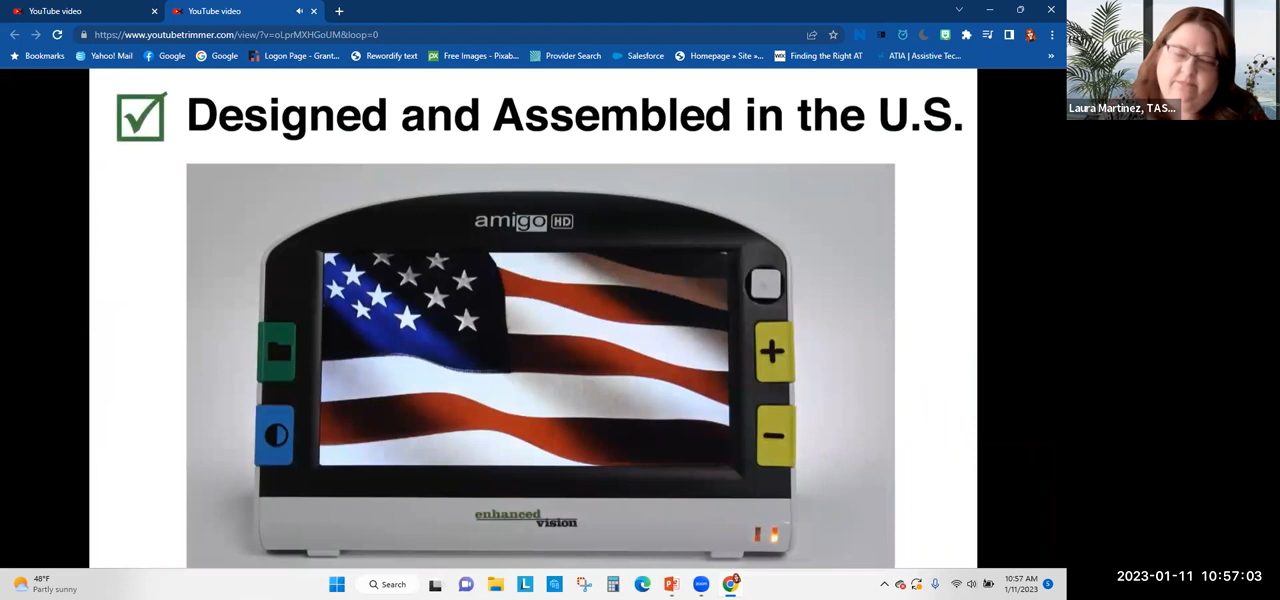 YouTube video
YouTube video
https://www.youtubetrimmer.com/view/?v=oLprMXHGoUM&loop=0
Bookmarks
Yahoo! Mail
Google
Google
Logon Page - Grant...
Rewordify text
Free Images - Pixab...
Provider Search
Salesforce
Homepage » Site »...
Finding the Right AT
ATIA | Assistive Tec...
»
Laura Martinez, TAS...
Designed and Assembled in the U.S.
amigo HD
enhanced
vision
48°F
Partly sunny
Search
10:57 AM
1/11/2023
5
2023-01-11 10:57:03